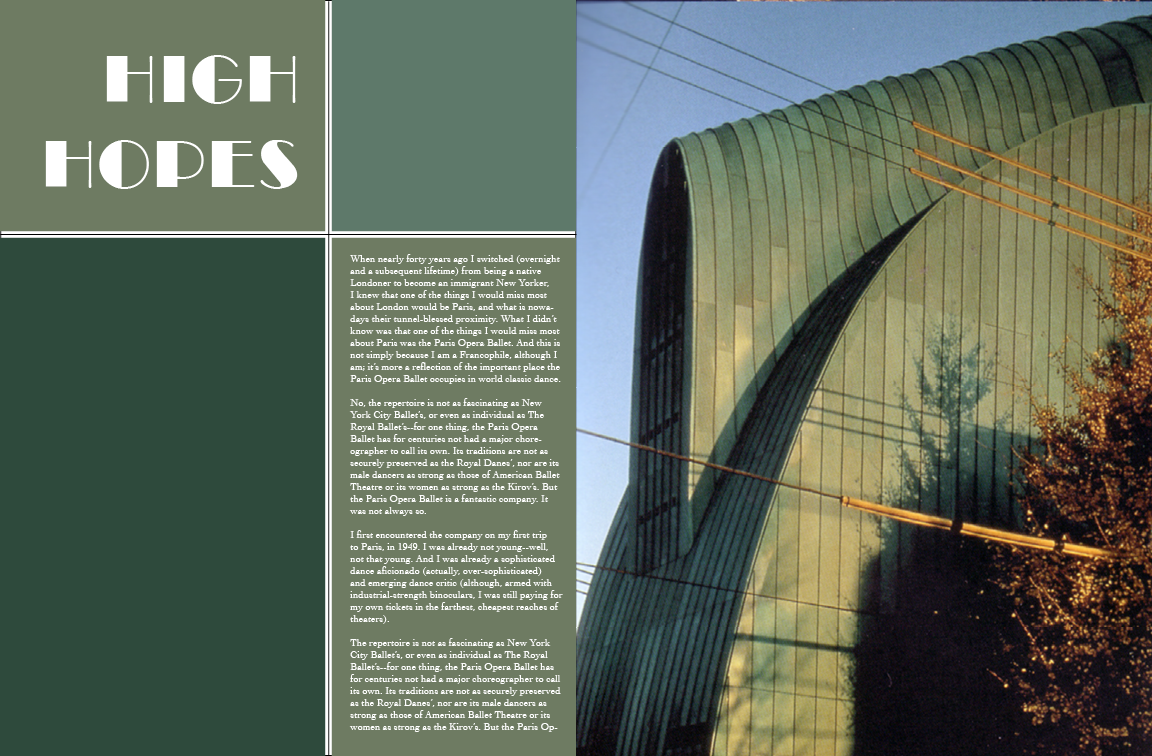 HIGH
HOPES
When nearly forty years ago I switched (overnight
and a subsequent lifetime) from being a native
Londoner to become an immigrant New Yorker,
I knew that one of the things I would miss most
about London would be Paris, and what is nowa-
days their tunnel-blessed proximity. What I didn't
know was that one of the things I would miss most
about Paris was the Paris Opera Ballet. And this is
not simply because I am a Francophile, although I
am; it's more a reflection of the important place the
Paris Opera Ballet occupies in world classic dance.
No, the repertoire is not as fascinating as New
York City Ballet's, or even as individual as The
Royal Ballet's--for one thing, the Paris Opera
Ballet has for centuries not had a major chore-
ographer to call its own. Its traditions are not as
securely preserved as the Royal Danes', nor are its
male dancers as strong as those of American Ballet
Theatre or its women as strong as the Kirov's. But
the Paris Opera Ballet is a fantastic company. It
was not always so.
I first encountered the company on my first trip
to Paris, in 1949. I was already not young--well,
not that young. And I was already a sophisticated
dance aficionado (actually, over-sophisticated)
and emerging dance critic (although, armed with
industrial-strength binoculars, I was still paying for
my own tickets in the farthest, cheapest reaches of
theaters).
The repertoire is not as fascinating as New York
City Ballet's, or even as individual as The Royal
Ballet's--for one thing, the Paris Opera Ballet has
for centuries not had a major choreographer to call
its own. Its traditions are not as securely preserved
as the Royal Danes', nor are its male dancers as
strong as those of American Ballet Theatre or its
women as strong as the Kirov's. But the Paris Op-